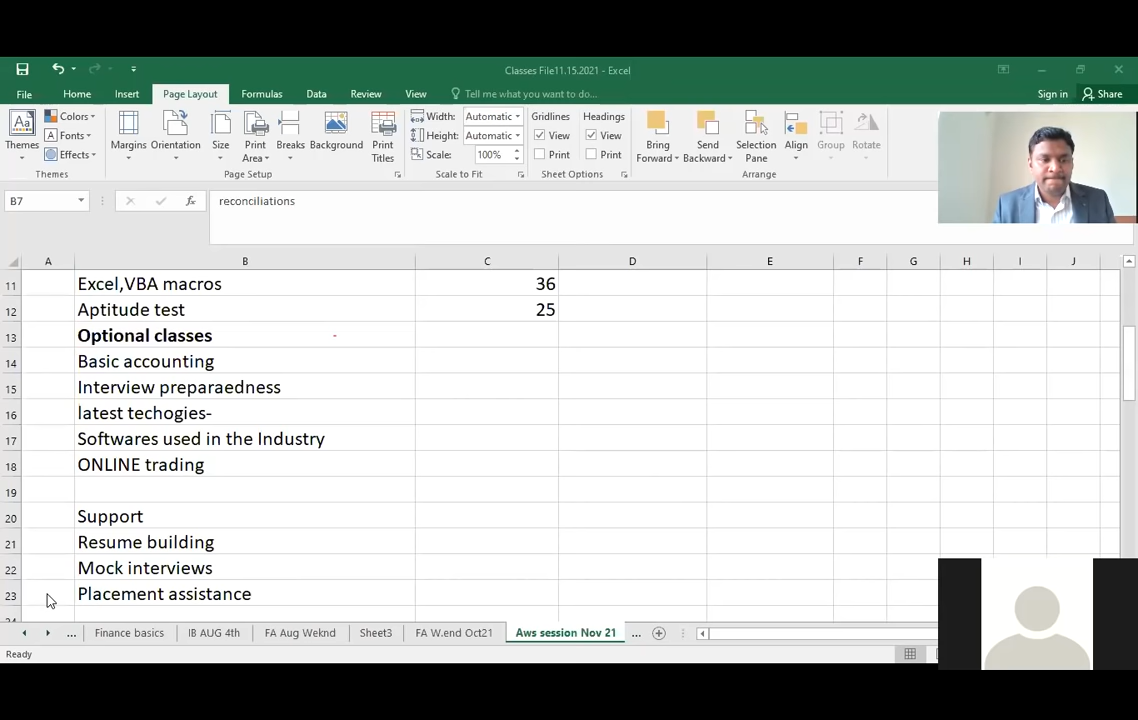 Classes File11.15.2021 - Excel
File Home Insert Page Layout Formulas Data Review View Tell me what you want to do... Sign in Share
Themes Colors Fonts Effects
Margins Orientation Size Print Area Breaks Background Print Titles
Width: Automatic
Height: Automatic
Scale: 100%
Gridlines Headings
View View
Print Print
Bring Forward Send Backward Selection Pane Align Group Rotate
Themes Page Setup Scale to Fit Sheet Options Arrange
B7 fx reconciliations
A B C D E F G H I J
11 Excel,VBA macros 36
12 Aptitude test 25
13 Optional classes -
14 Basic accounting
15 Interview preparaedness
16 latest techogies-
17 Softwares used in the Industry
18 ONLINE trading
19
20 Support
21 Resume building
22 Mock interviews
23 Placement assistance
... Finance basics IB AUG 4th FA Aug Weknd Sheet3 FA W.end Oct21 Aws session Nov 21 ...
Ready